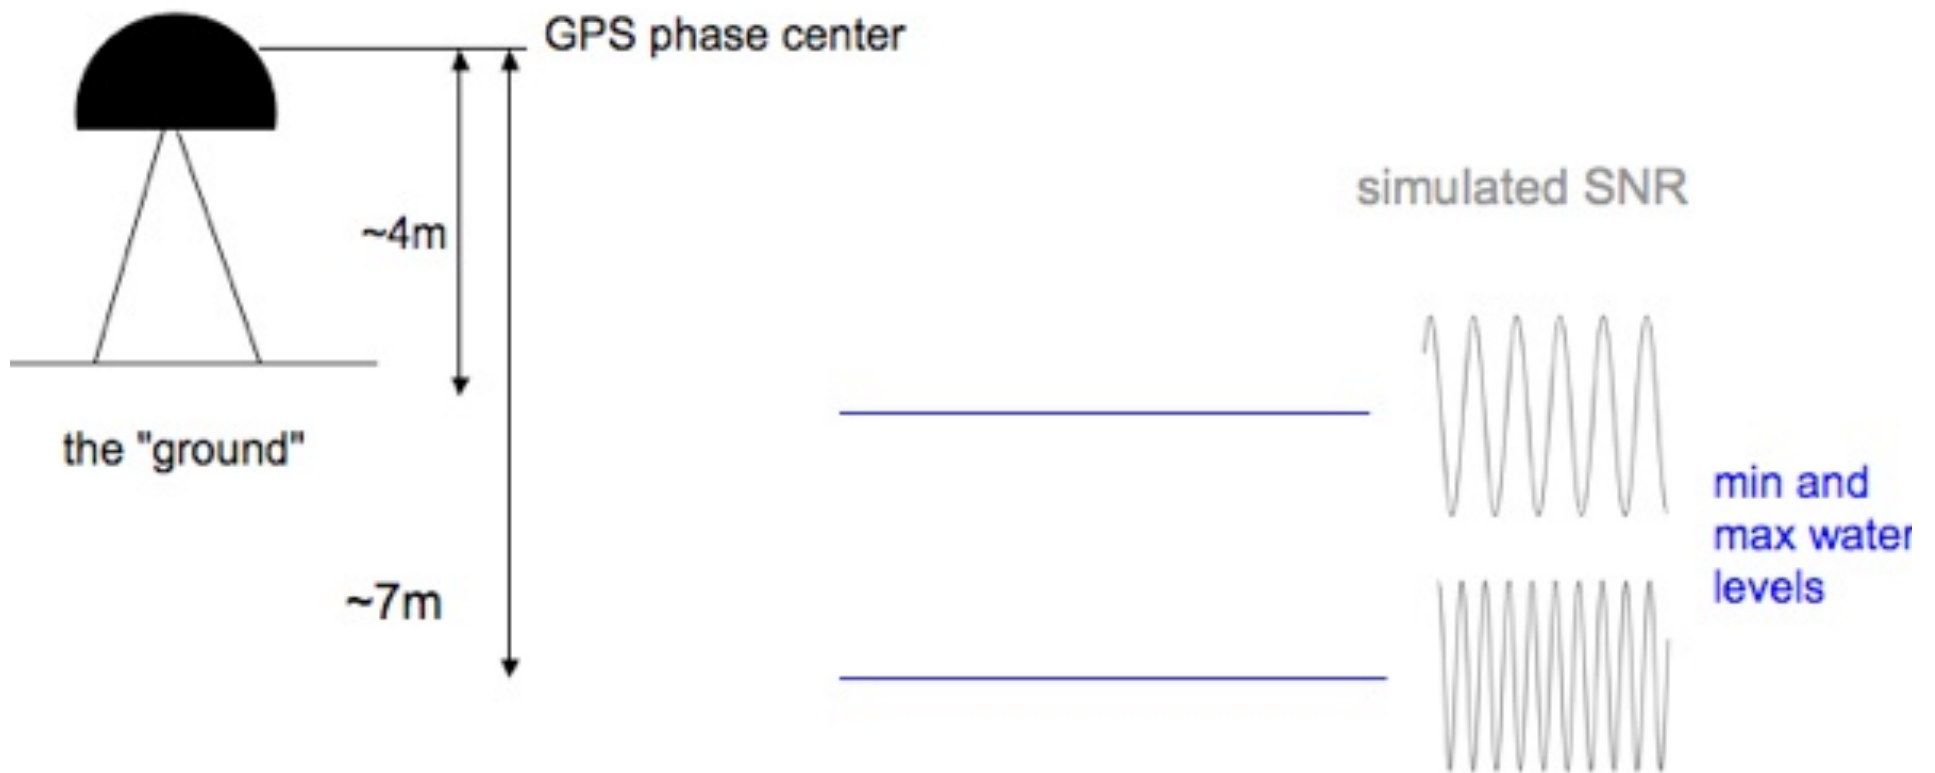 GPS phase center
simulated SNR
~4m
the "ground"
min and
max water
levels
~7m